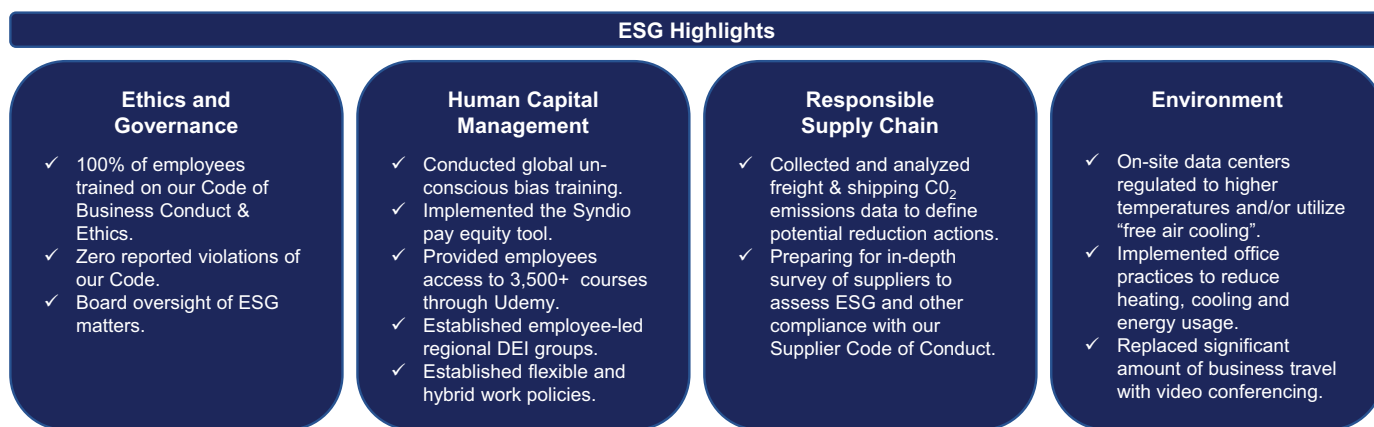 ESG Highlights
Ethics and
Governance
✓ 100% of employees
trained on our Code of
Business Conduct &
Ethics.
✓ Zero reported violations of
our Code.
✓ Board oversight of ESG
matters.
Human Capital
Management
✓ Conducted global un-
conscious bias training.
✓ Implemented the Syndio
pay equity tool.
✓ Provided employees
access to 3,500+ courses
through Udemy.
✓ Established employee-led
regional DEI groups.
✓ Established flexible and
hybrid work policies.
Responsible
Supply Chain
✓ Collected and analyzed
freight & shipping C0₂
emissions data to define
potential reduction actions.
✓ Preparing for in-depth
survey of suppliers to
assess ESG and other
compliance with our
Supplier Code of Conduct.
Environment
✓ On-site data centers
regulated to higher
temperatures and/or utilize
“free air cooling”.
✓ Implemented office
practices to reduce
heating, cooling and
energy usage.
✓ Replaced significant
amount of business travel
with video conferencing.